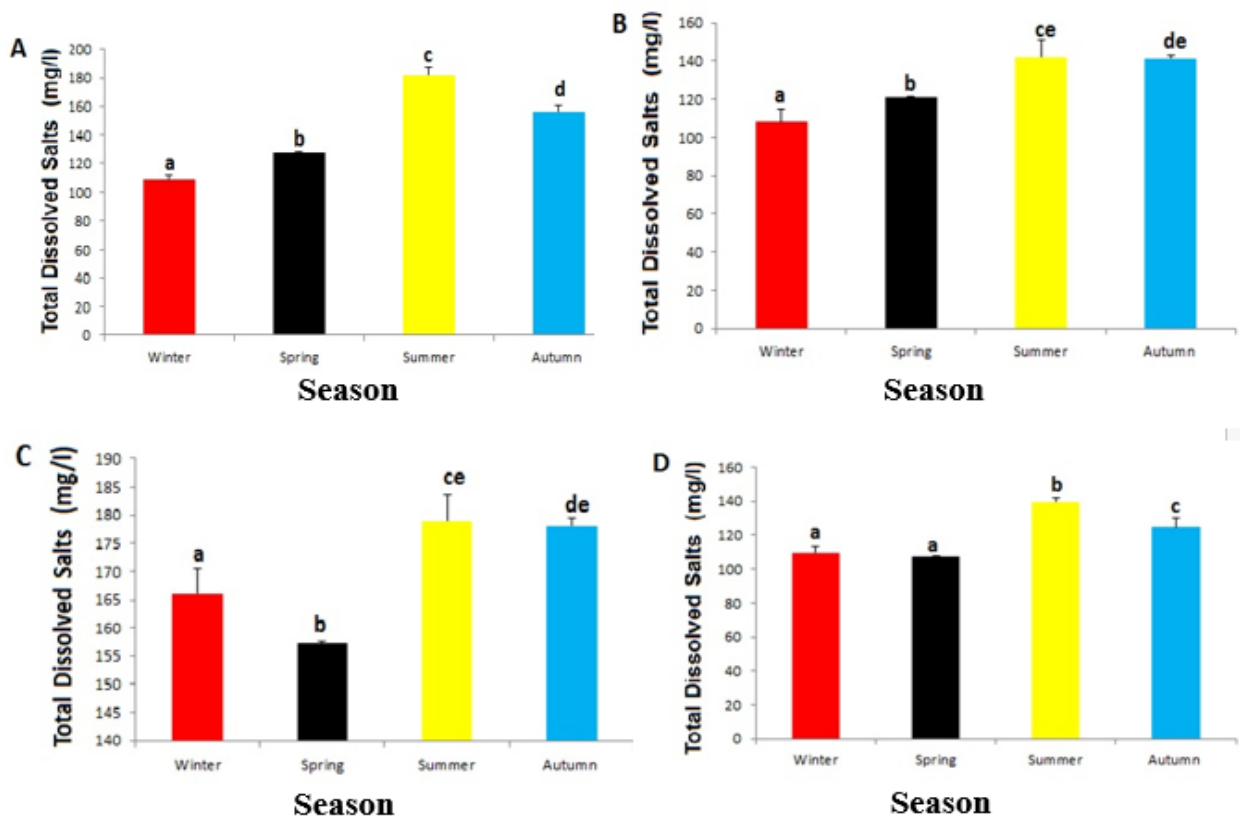 A
Total Dissolved Salts (mg/l)
200
180
160
140
120
100
80
60
40
20
0
a
b
c
d
Winter Spring Summer Autumn
Season
B
Total Dissolved Salts (mg/l)
160
140
120
100
80
60
40
20
0
a
b
ce
de
Winter Spring Summer Autumn
Season
C
Total Dissolved Salts (mg/l)
190
185
180
175
170
165
160
155
150
145
140
a
b
ce
de
Winter Spring Summer Autumn
Season
D
Total Dissolved Salts (mg/l)
160
140
120
100
80
60
40
20
0
a
a
b
c
Winter Spring Summer Autumn
Season